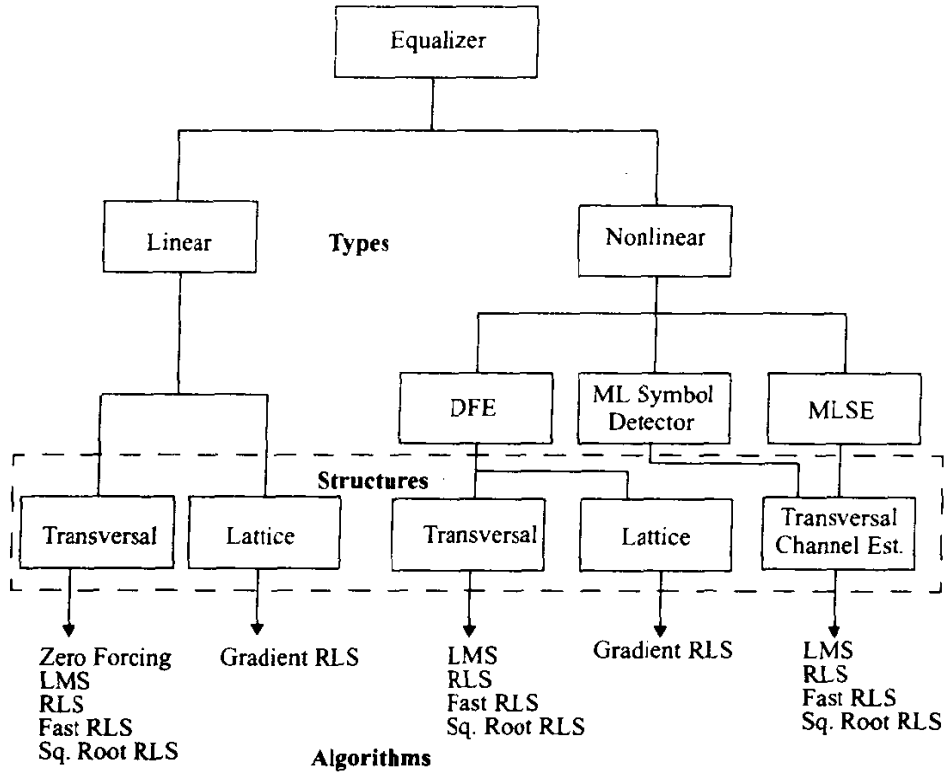 Equalizer
Linear
Types
Nonlinear
DFE
ML Symbol
Detector
MLSE
Structures
Transversal
Lattice
Transversal
Lattice
Transversal
Channel Est.
Zero Forcing
LMS
RLS
Fast RLS
Sq. Root RLS
Gradient RLS
LMS
RLS
Fast RLS
Sq. Root RLS
Gradient RLS
LMS
RLS
Fast RLS
Sq. Root RLS
Algorithms